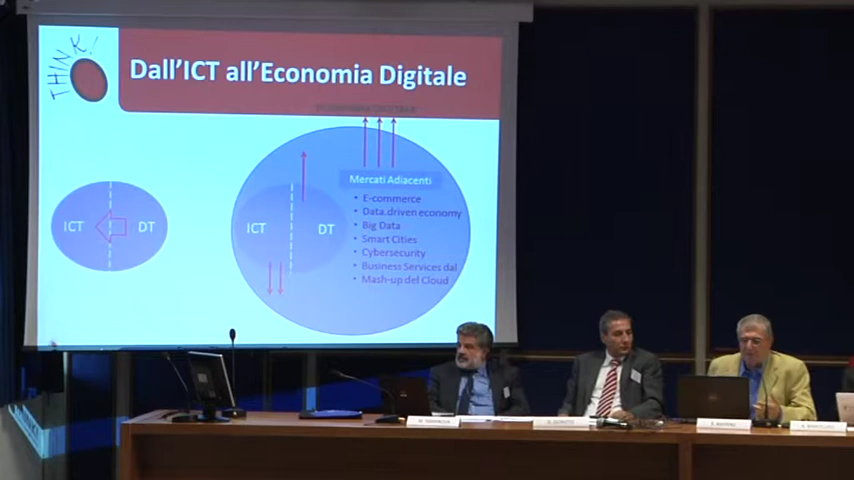 THINK!
Dall'ICT all'Economia Digitale
ICT
DT
ICT
DT
Mercati Adiacenti
• E-commerce
• Data.driven economy
• Big Data
• Smart Cities
• Cybersecurity
• Business Services dal
• Mash-up del Cloud